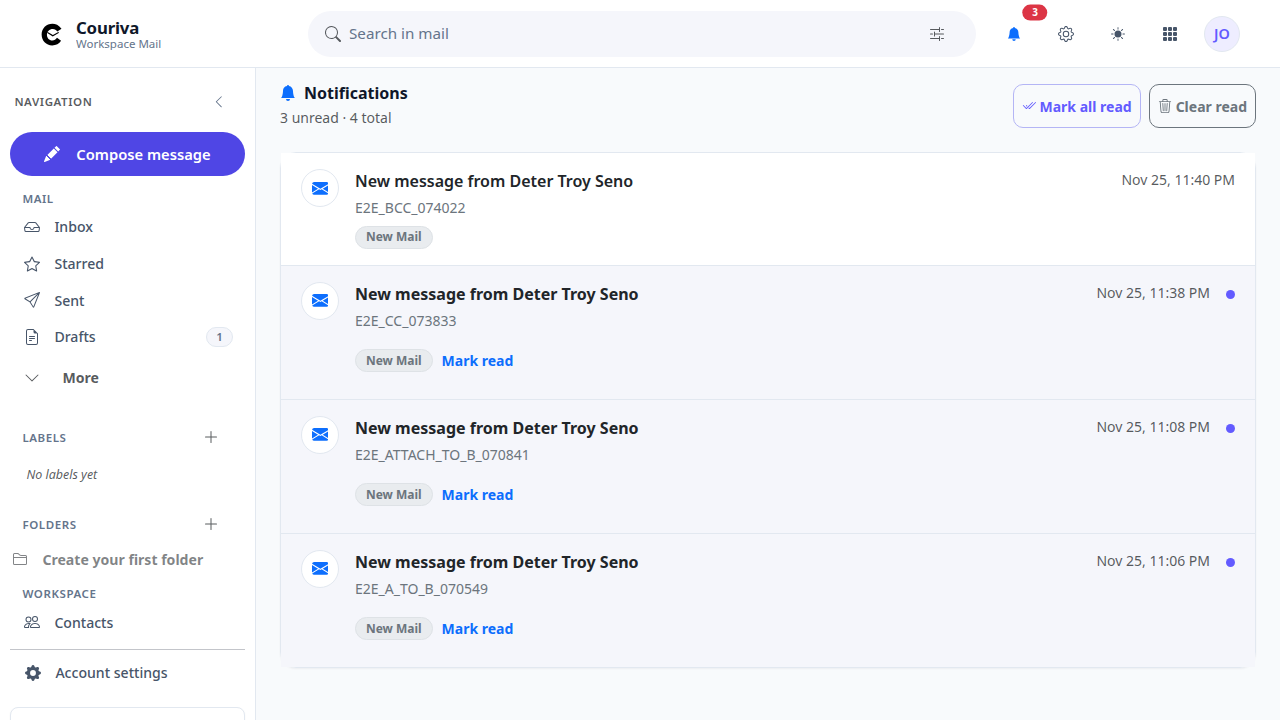 Couriva
Workspace Mail
Search in mail
3
JO
NAVIGATION
Compose message
MAIL
Inbox
Starred
Sent
Drafts
1
More
LABELS
No labels yet
FOLDERS
Create your first folder
WORKSPACE
Contacts
Account settings
Notifications
3 unread · 4 total
Mark all read
Clear read
New message from Deter Troy Seno
Nov 25, 11:40 PM
E2E_BCC_074022
New Mail
New message from Deter Troy Seno
Nov 25, 11:38 PM
E2E_CC_073833
New Mail
Mark read
New message from Deter Troy Seno
Nov 25, 11:08 PM
E2E_ATTACH_TO_B_070841
New Mail
Mark read
New message from Deter Troy Seno
Nov 25, 11:06 PM
E2E_A_TO_B_070549
New Mail
Mark read